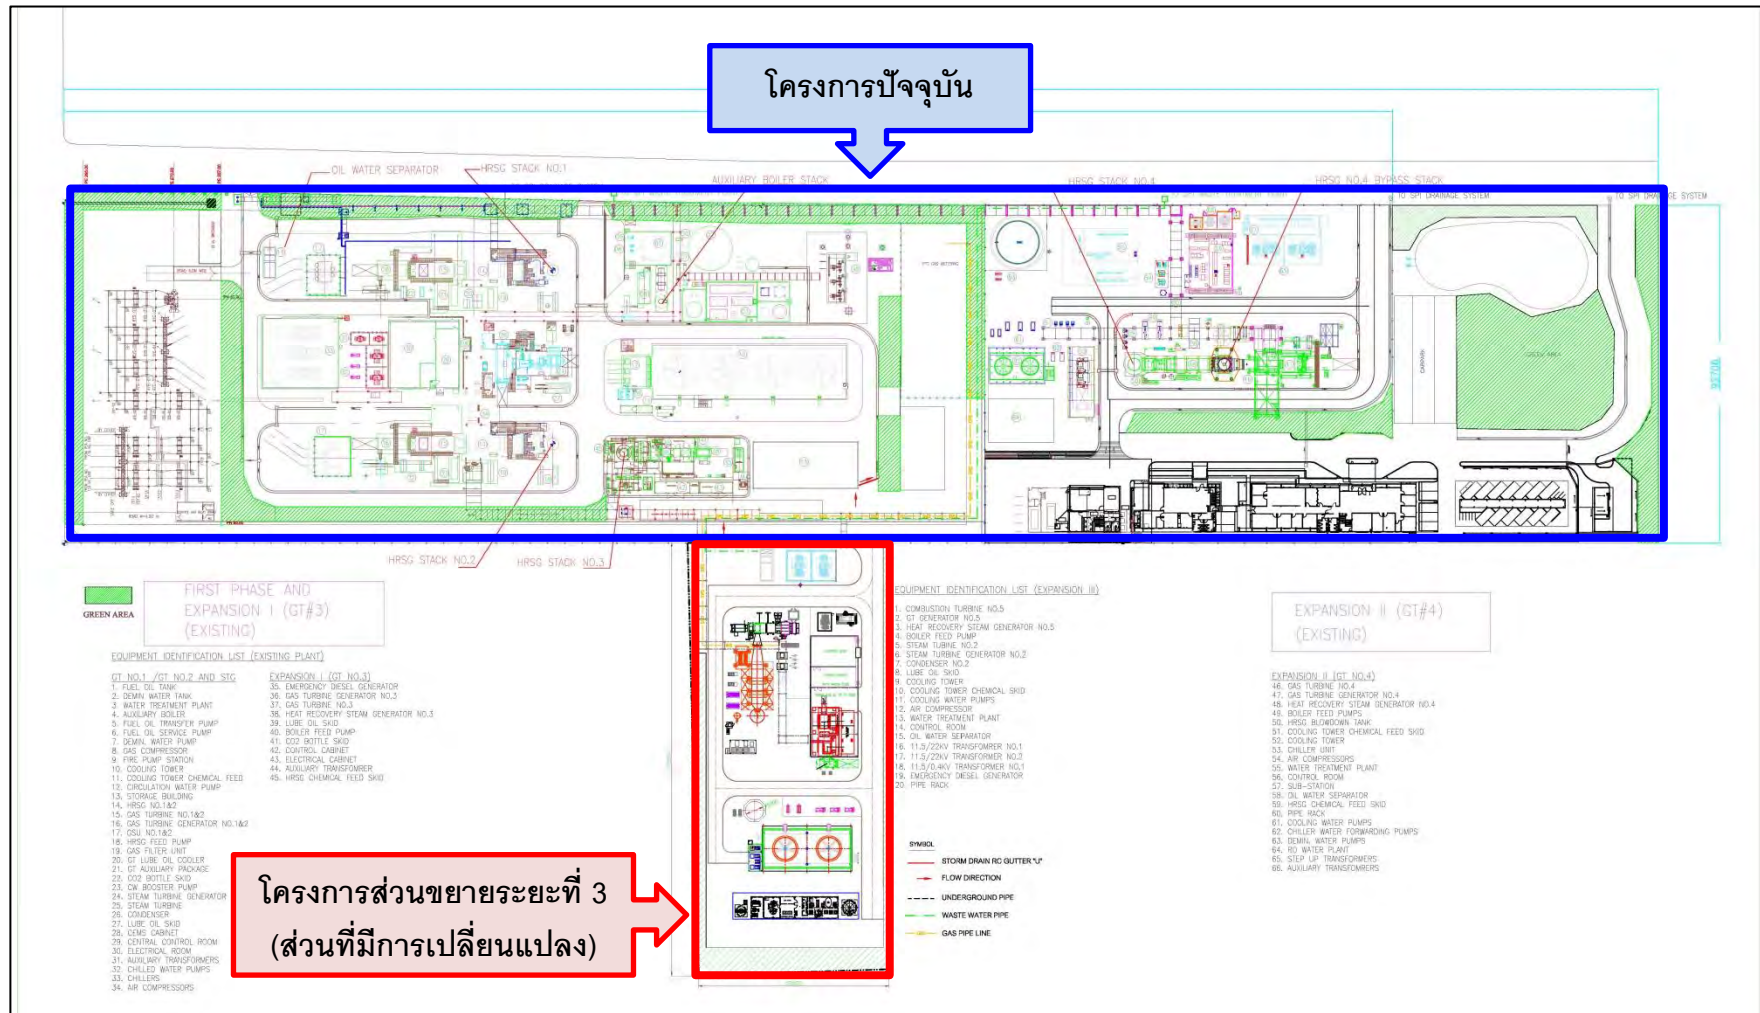 โครงการปัจจุบัน
OIL WATER SEPARATOR
HRSG STACK NO.1
AUXILIARY BOILER STACK
HRSG STACK NO.4
HRSG NO.4 BYPASS STACK
TO SPI DRAINAGE SYSTEM
TO SPI DRAINAGE SYSTEM
CARPARK
GREEN AREA
HRSG STACK NO.2
HRSG STACK NO.3
GREEN AREA
FIRST PHASE AND
EXPANSION I (GT#3)
(EXISTING)
EQUIPMENT IDENTIFICATION LIST (EXISTING PLANT)
GT NO.1 /GT NO.2 AND STG
1. FUEL OIL TANK
2. DEMIN WATER TANK
3. WATER TREATMENT PLANT
4. AUXILIARY BOILER
5. FUEL OIL TRANSFER PUMP
6. FUEL OIL SERVICE PUMP
7. DEMIN. WATER PUMP
8. GAS COMPRESSOR
9. FIRE PUMP STATION
10. COOLING TOWER
11. COOLING TOWER CHEMICAL FEED
12. CIRCULATION WATER PUMP
13. STORAGE BUILDING
14. HRSG NO.1&2
15. GAS TURBINE NO.1&2
16. GAS TURBINE GENERATOR NO.1&2
17. OSU NO.1&2
18. HRSG FEED PUMP
19. GAS FILTER UNIT
20. GT LUBE OIL COOLER
21. GT AUXILIARY PACKAGE
22. CO2 BOTTLE SKID
23. CW BOOSTER PUMP
24. STEAM TURBINE GENERATOR
25. STEAM TURBINE
26. CONDENSER
27. LUBE OIL SKID
28. CEMS CABINET
29. CENTRAL CONTROL ROOM
30. ELECTRICAL ROOM
31. AUXILIARY TRANSFORMERS
32. CHILLED WATER PUMPS
33. CHILLERS
34. AIR COMPRESSORS
EXPANSION I (GT NO.3)
35. EMERGENCY DIESEL GENERATOR
36. GAS TURBINE GENERATOR NO.3
37. GAS TURBINE NO.3
38. HEAT RECOVERY STEAM GENERATOR NO.3
39. LUBE OIL SKID
40. BOILER FEED PUMP
41. CO2 BOTTLE SKID
42. CONTROL CABINET
43. ELECTRICAL CABINET
44. AUXILIARY TRANSFOMRER
45. HRSG CHEMICAL FEED SKID
โครงการส่วนขยายระยะที่ 3
(ส่วนที่มีการเปลี่ยนแปลง)
EQUIPMENT IDENTIFICATION LIST (EXPANSION III)
1. COMBUSTION TURBINE NO.5
2. GT GENERATOR NO.5
3. HEAT RECOVERY STEAM GENERATOR NO.5
4. BOILER FEED PUMP
5. STEAM TUBINE NO.2
6. STEAM TURBINE GENERATOR NO.2
7. CONDENSER NO.2
8. LUBE OIL SKID
9. COOLING TOWER
10. COOLING TOWER CHEMICAL SKID
11. COOLING WATER PUMPS
12. AIR COMPRESSOR
13. WATER TREATMENT PLANT
14. CONTROL ROOM
15. OIL WATER SEPARATOR
16. 11.5/22KV TRANSFOMRER NO.1
17. 11.5/22KV TRANSFORMER NO.2
18. 11.5/0.4KV TRANSFORMER NO.1
19. EMERGENCY DIESEL GENERATOR
20. PIPE RACK
SYMBOL
STORM DRAIN RC GUTTER "U"
FLOW DIRECTION
UNDERGROUND PIPE
WASTE WATER PIPE
GAS PIPE LINE
EXPANSION II (GT#4)
(EXISTING)
EXPANSION II (GT NO.4)
46. GAS TURBINE NO.4
47. GAS TURBINE GENERATOR NO.4
48. HEAT RECOVERY STEAM GENERATOR NO.4
49. BOILER FEED PUMPS
50. HRSG BLOWDOWN TANK
51. COOLING TOWER CHEMICAL FEED SKID
52. COOLING TOWER
53. CHILLER UNIT
54. AIR COMPRESSORS
55. WATER TREATMENT PLANT
56. CONTROL ROOM
57. SUB-STATION
58. OIL WATER SEPARATOR
59. HRSG CHEMICAL FEED SKID
60. PIPE RACK
61. COOLING WATER PUMPS
62. CHILLER WATER FORWARDING PUMPS
63. DEMIN. WATER PUMPS
64. RO WATER PLANT
65. STEP UP TRANSFORMERS
66. AUXILIARY TRANSFOMRERS